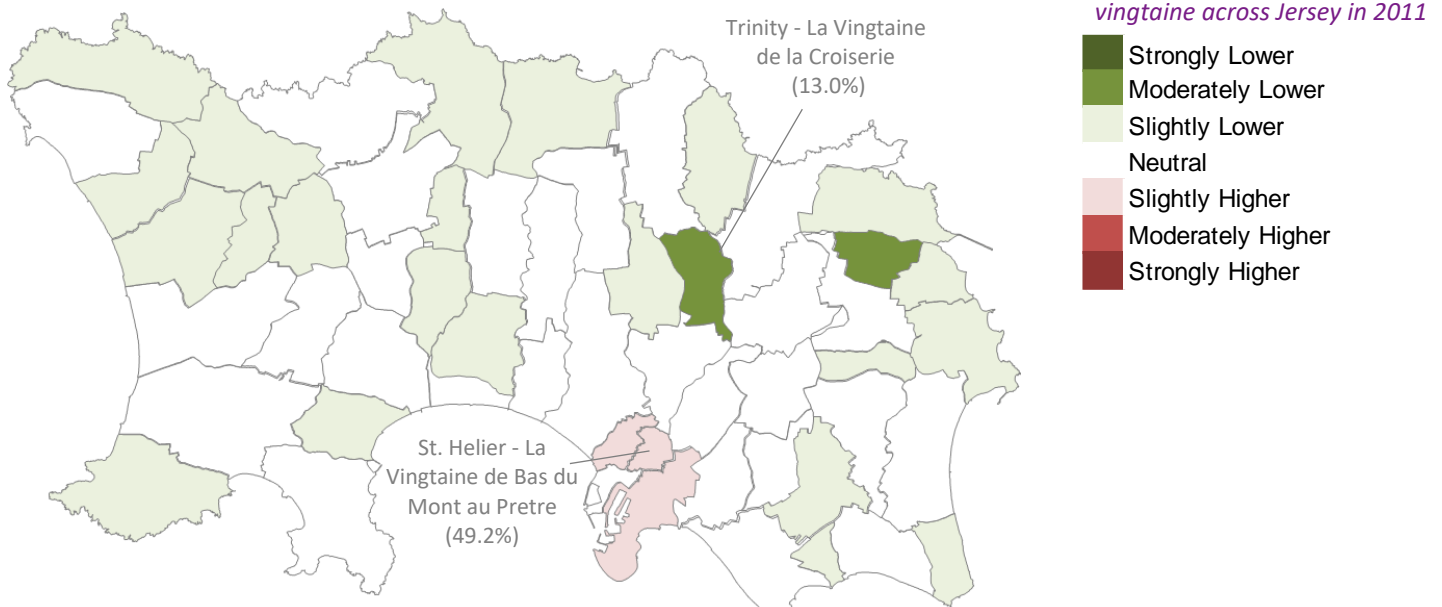 vingtaine across Jersey in 2011
Strongly Lower
Moderately Lower
Slightly Lower
Neutral
Slightly Higher
Moderately Higher
Strongly Higher
Trinity - La Vingtaine
de la Croiserie
(13.0%)
St. Helier - La
Vingtaine de Bas du
Mont au Pretre
(49.2%)